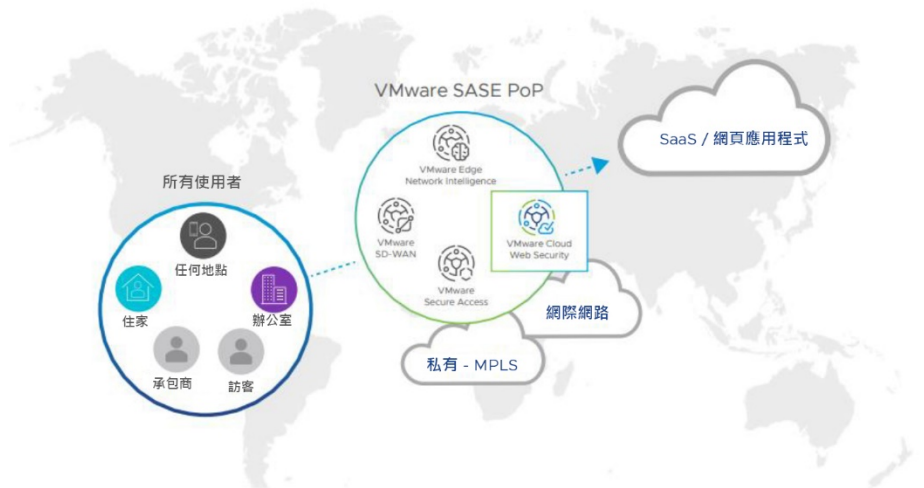 VMware SASE PoP
VMware Edge
Network Intelligence
VMware
SD-WAN
VMware Cloud
Web Security
VMware
Secure Access
SaaS / 網頁應用程式
所有使用者
任何地點
住家
辦公室
承包商
訪客
網際網路
私有 - MPLS